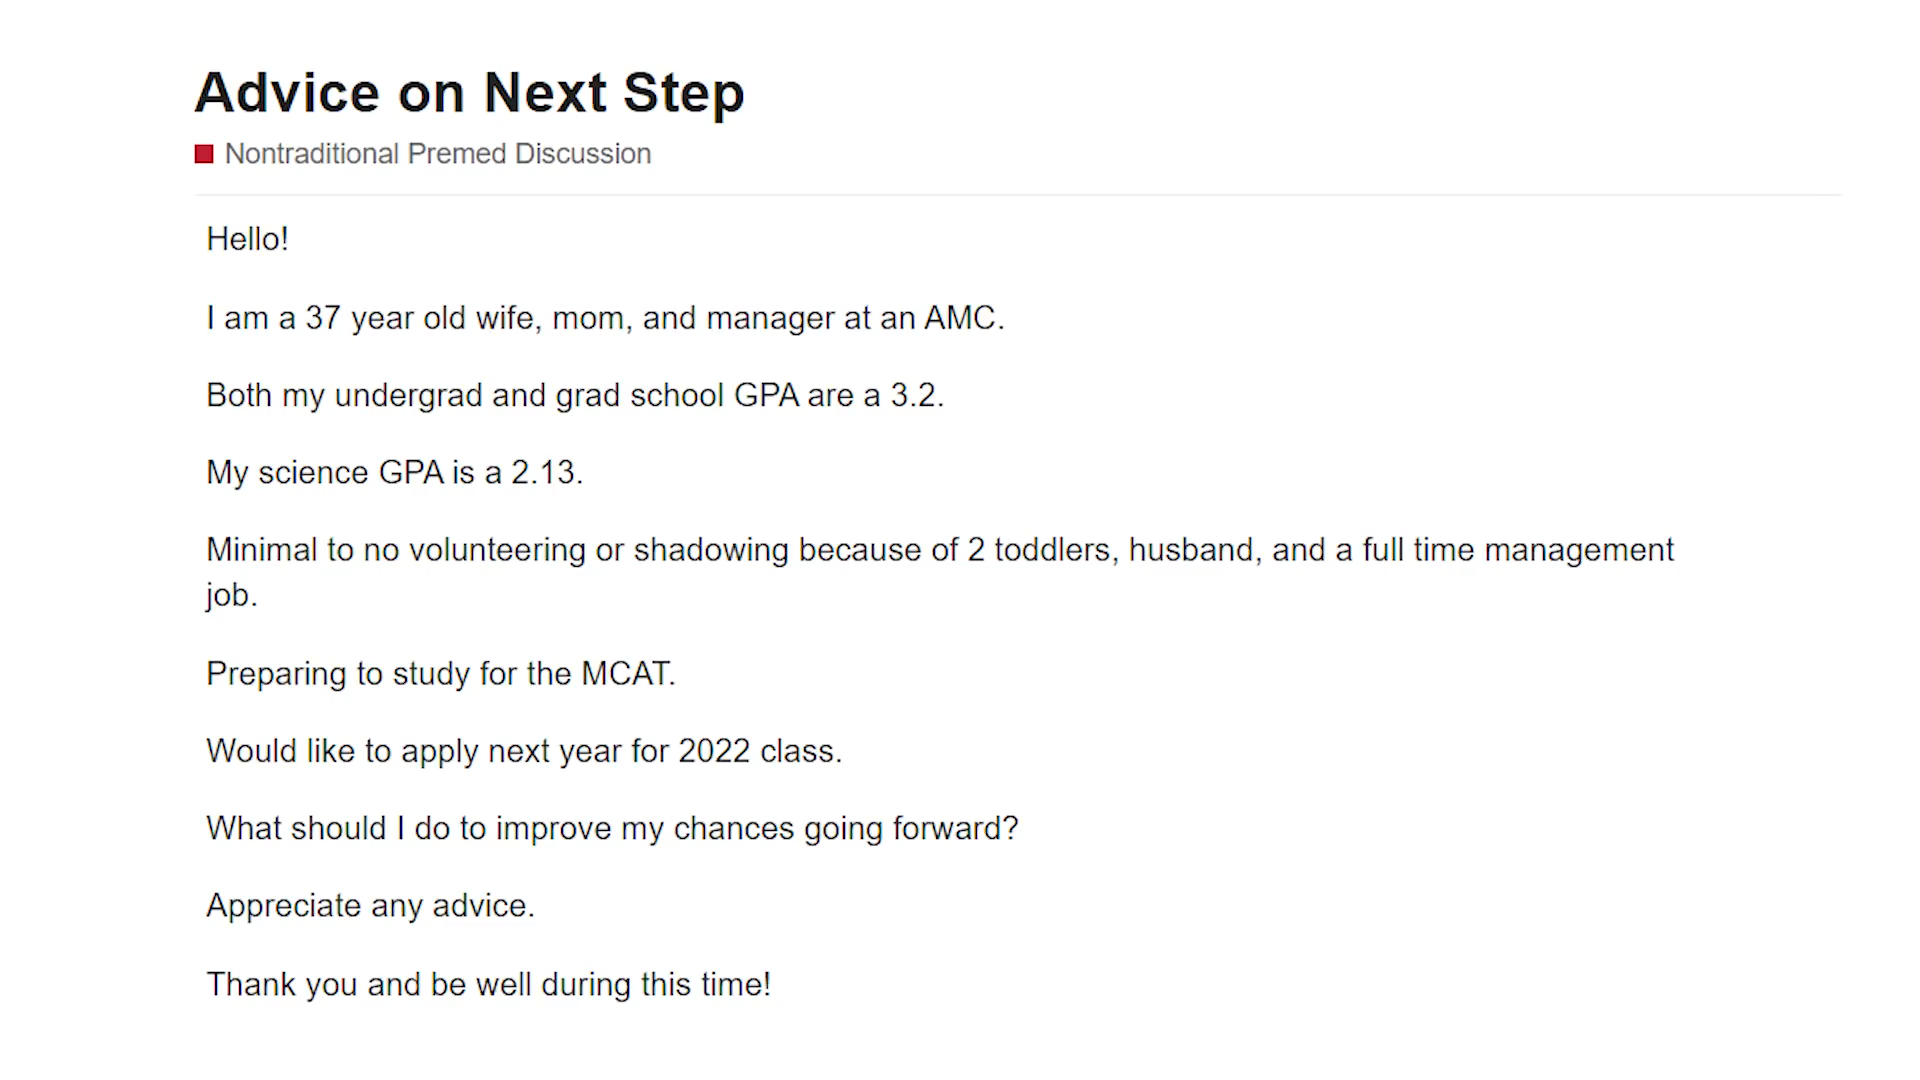 Advice on Next Step
Nontraditional Premed Discussion
Hello!
I am a 37 year old wife, mom, and manager at an AMC.
Both my undergrad and grad school GPA are a 3.2.
My science GPA is a 2.13.
Minimal to no volunteering or shadowing because of 2 toddlers, husband, and a full time management
job.
Preparing to study for the MCAT.
Would like to apply next year for 2022 class.
What should I do to improve my chances going forward?
Appreciate any advice.
Thank you and be well during this time!